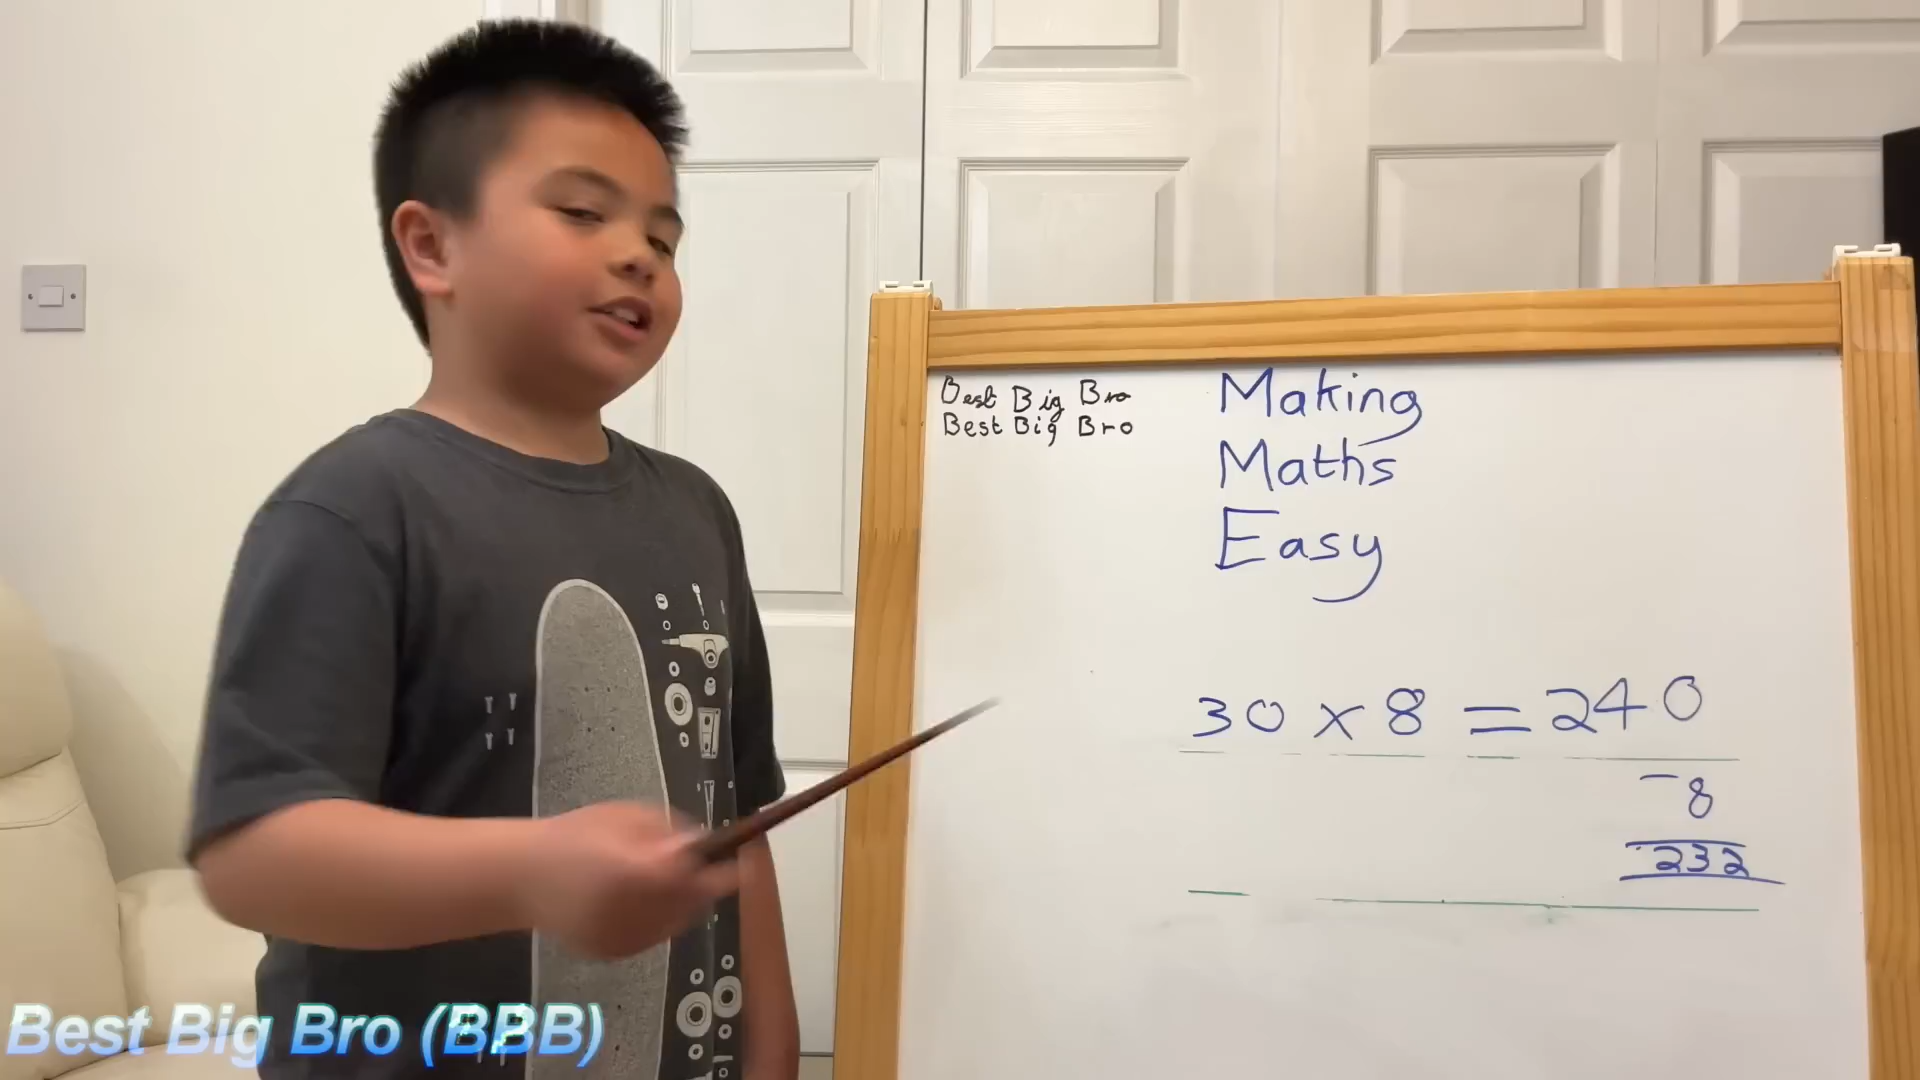 Best Big Bro
Best Big Bro
Making
Maths
Easy
30 x 8 = 240
- 8
232
Best Big Bro (BBB)